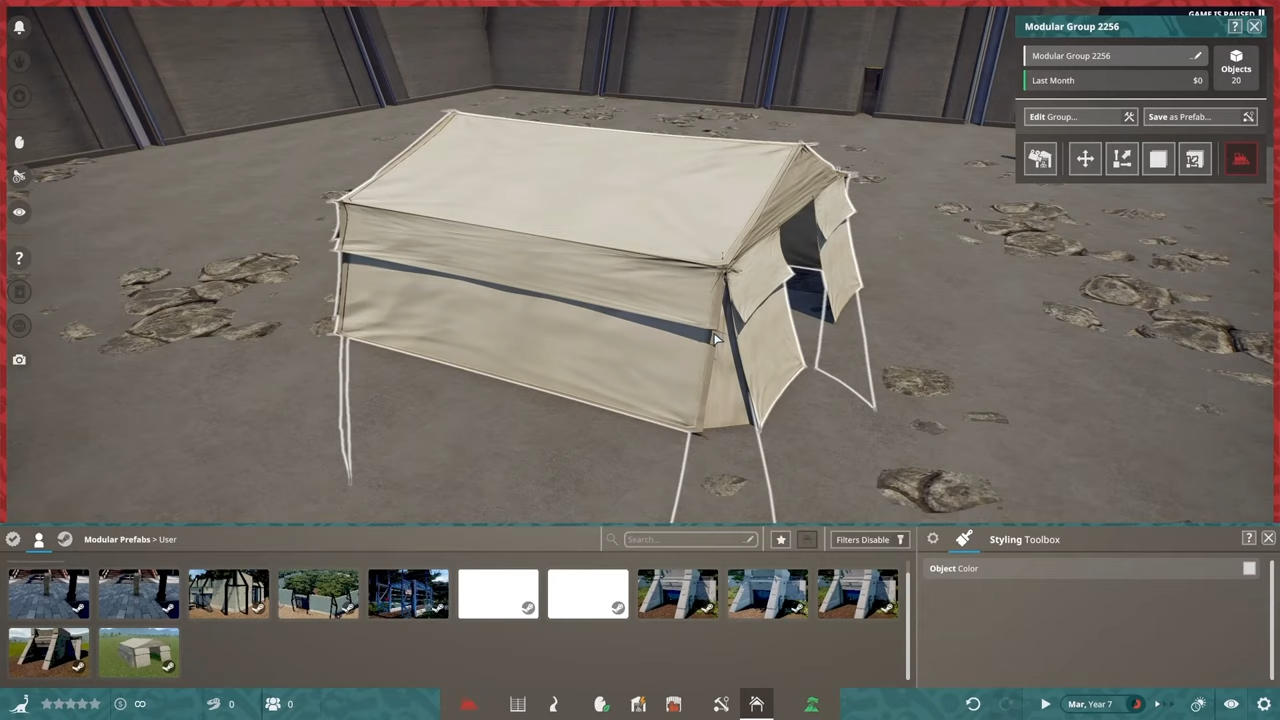 GAME IS PAUSED
Modular Group 2256
?
Modular Group 2256
Last Month $0
Objects
20
Edit Group...
Save as Prefab...
?
Modular Prefabs > User
Search...
Filters Disable
Styling Toolbox
?
Object Color
∞
0
0
Mar, Year 7